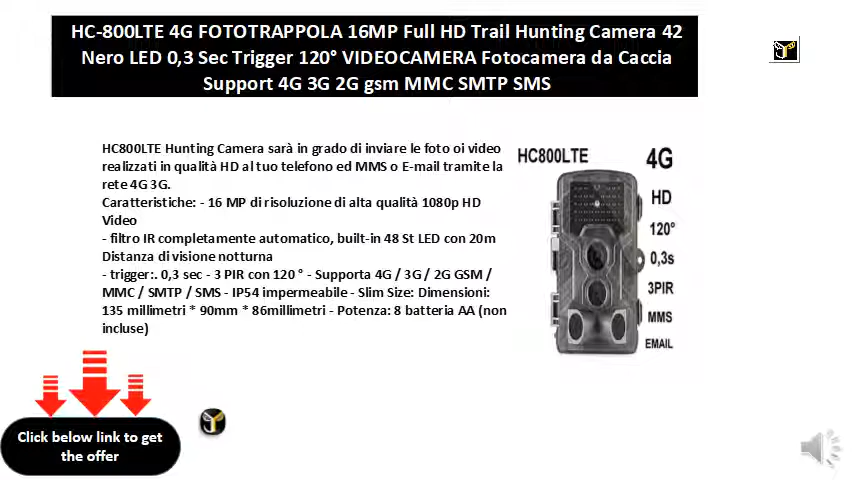 HC-800LTE 4G FOTOTRAPPOLA 16MP Full HD Trail Hunting Camera 42
Nero LED 0,3 Sec Trigger 120° VIDEOCAMERA Fotocamera da Caccia
Support 4G 3G 2G gsm MMC SMTP SMS
HC800LTE Hunting Camera sarà in grado di inviare le foto oi video
realizzati in qualità HD al tuo telefono ed MMS o E-mail tramite la
rete 4G 3G.
Caratteristiche: - 16 MP di risoluzione di alta qualità 1080p HD
Video
- filtro IR completamente automatico, built-in 48 St LED con 20m
Distanza di visione notturna
- trigger:. 0,3 sec - 3 PIR con 120 ° - Supporta 4G / 3G / 2G GSM /
MMC / SMTP / SMS - IP54 impermeabile - Slim Size: Dimensioni:
135 millimetri * 90mm * 86millimetri - Potenza: 8 batteria AA (non
incluse)
HC800LTE
4G
HD
120°
0,3s
3PIR
MMS
EMAIL
Click below link to get
the offer